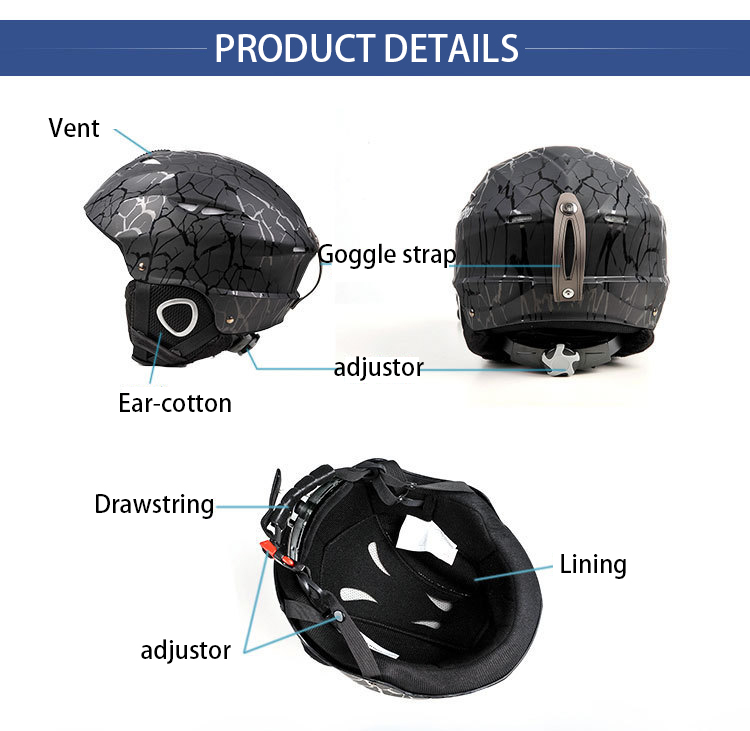 PRODUCT DETAILS
Vent
Goggle strap
adjustor
Ear-cotton
Drawstring
Lining
adjustor